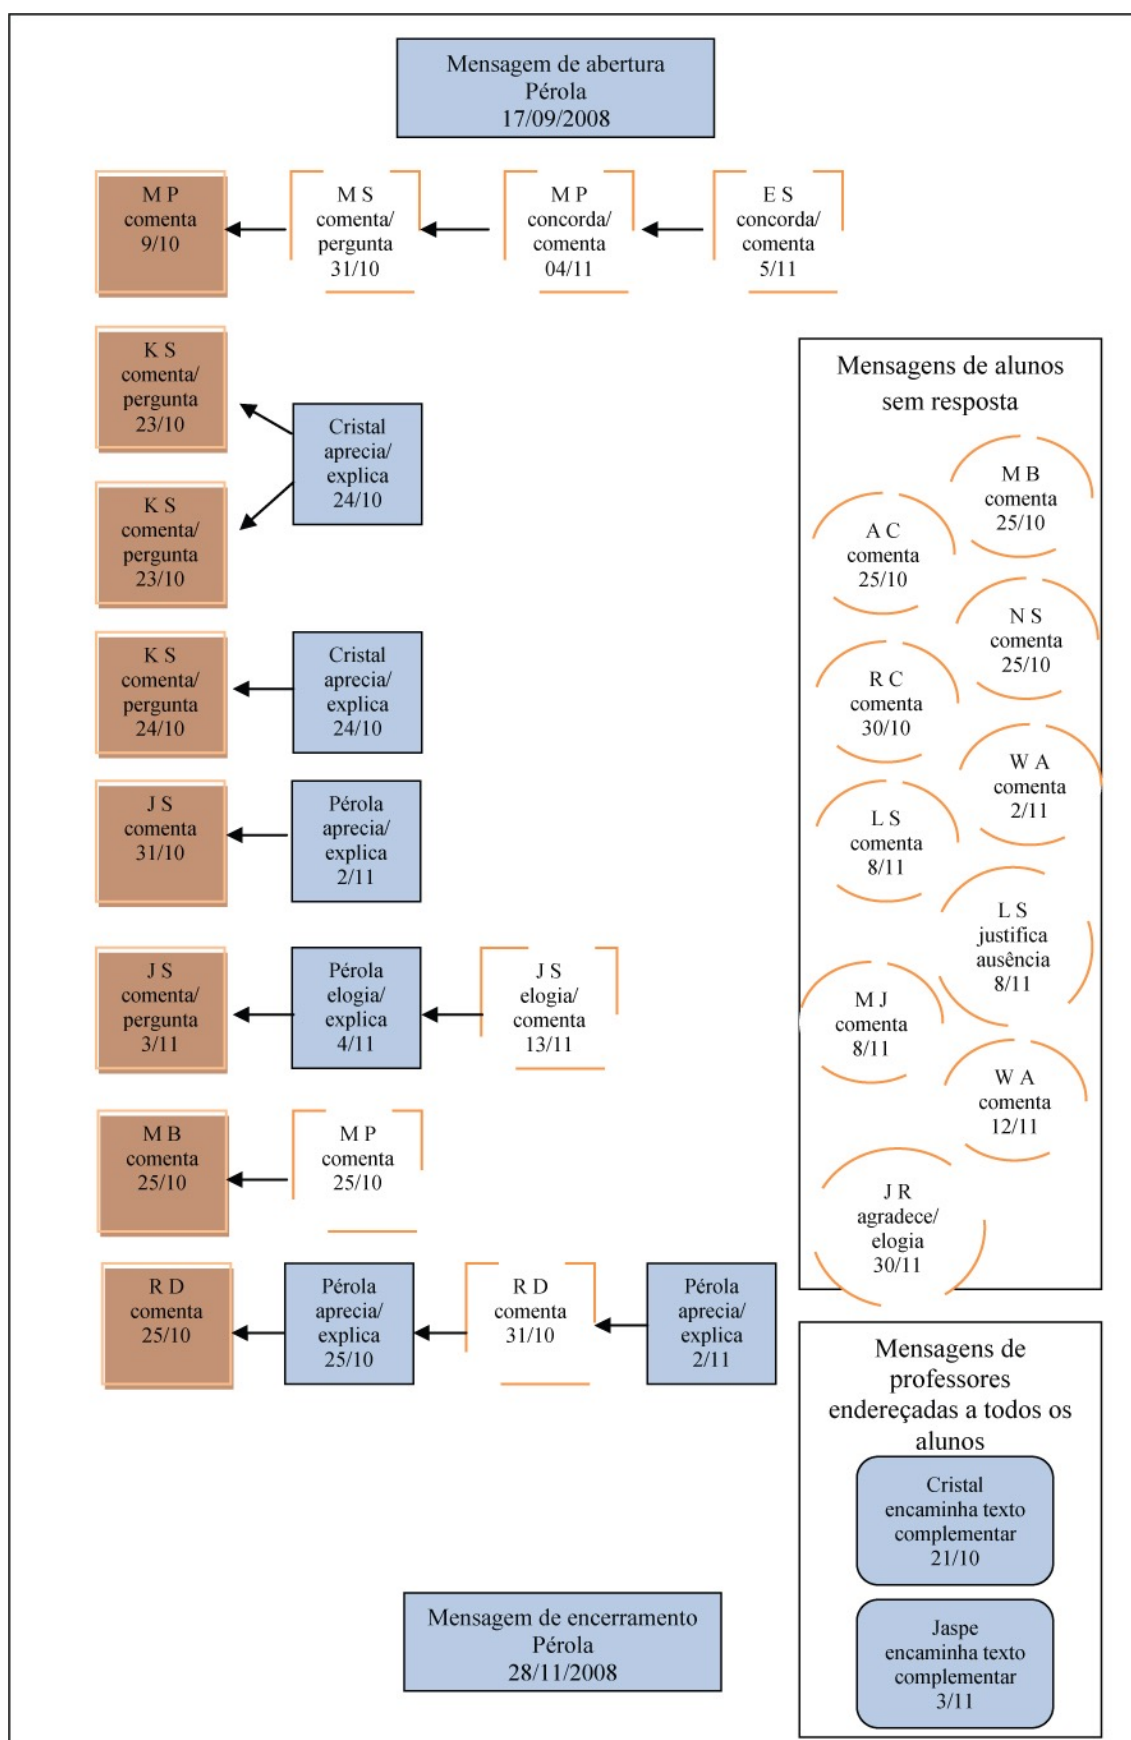 Mensagem de abertura
Pérola
17/09/2008
M P
comenta
9/10
M S
comenta/
pergunta
31/10
M P
concorda/
comenta
04/11
E S
concorda/
comenta
5/11
K S
comenta/
pergunta
23/10
Cristal
aprecia/
explica
24/10
K S
comenta/
pergunta
23/10
K S
comenta/
pergunta
24/10
Cristal
aprecia/
explica
24/10
J S
comenta
31/10
Pérola
aprecia/
explica
2/11
J S
comenta/
pergunta
3/11
Pérola
elogia/
explica
4/11
J S
elogia/
comenta
13/11
M B
comenta
25/10
M P
comenta
25/10
R D
comenta
25/10
Pérola
aprecia/
explica
25/10
R D
comenta
31/10
Pérola
aprecia/
explica
2/11
Mensagens de alunos
sem resposta
M B
comenta
25/10
A C
comenta
25/10
N S
comenta
25/10
R C
comenta
30/10
W A
comenta
2/11
L S
comenta
8/11
L S
justifica
ausência
8/11
M J
comenta
8/11
W A
comenta
12/11
J R
agradece/
elogia
30/11
Mensagens de
professores
endereçadas a todos os
alunos
Cristal
encaminha texto
complementar
21/10
Jaspe
encaminha texto
complementar
3/11
Mensagem de encerramento
Pérola
28/11/2008